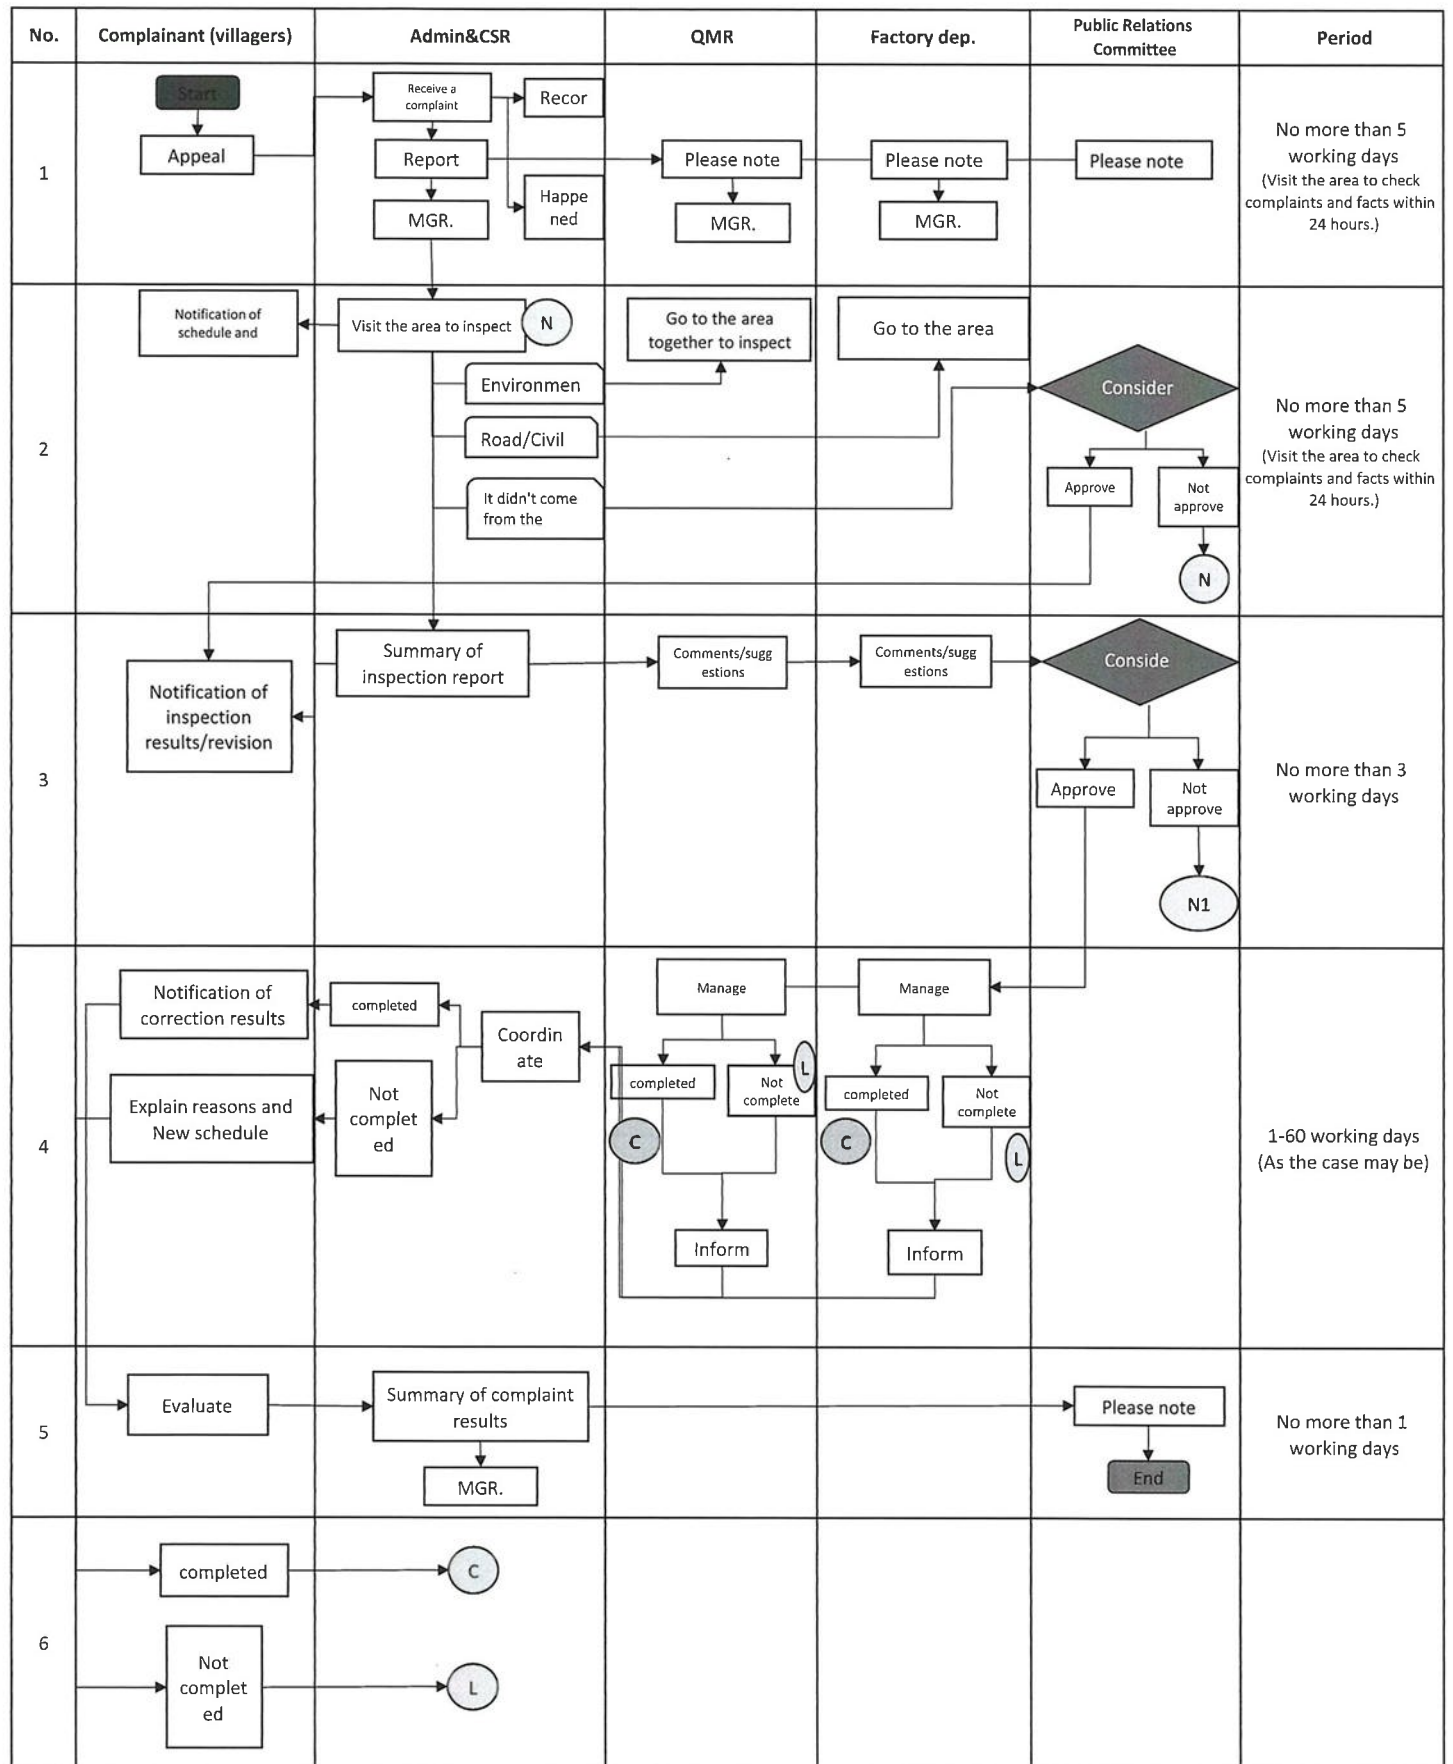 No.
Complainant (villagers)
Admin&CSR
QMR
Factory dep.
Public Relations
Committee
Period
1
Start
Appeal
Receive a
complaint
Recor
Report
Happe
ned
MGR.
Please note
MGR.
Please note
MGR.
Please note
No more than 5
working days
(Visit the area to check
complaints and facts within
24 hours.)
2
Notification of
schedule and
Visit the area to inspect
N
Environmen
Road/Civil
It didn't come
from the
Go to the area
together to inspect
Go to the area
Consider
Approve
Not
approve
N
No more than 5
working days
(Visit the area to check
complaints and facts within
24 hours.)
3
Notification of
inspection
results/revision
Summary of
inspection report
Comments/sugg
estions
Comments/sugg
estions
Conside
Approve
Not
approve
N1
No more than 3
working days
4
Notification of
correction results
Explain reasons and
New schedule
completed
Not
complet
ed
Coordin
ate
Manage
completed
Not
complete
L
C
Inform
Manage
completed
Not
complete
C
L
Inform
1-60 working days
(As the case may be)
5
Evaluate
Summary of complaint
results
MGR.
Please note
End
No more than 1
working days
6
completed
C
Not
complet
ed
L